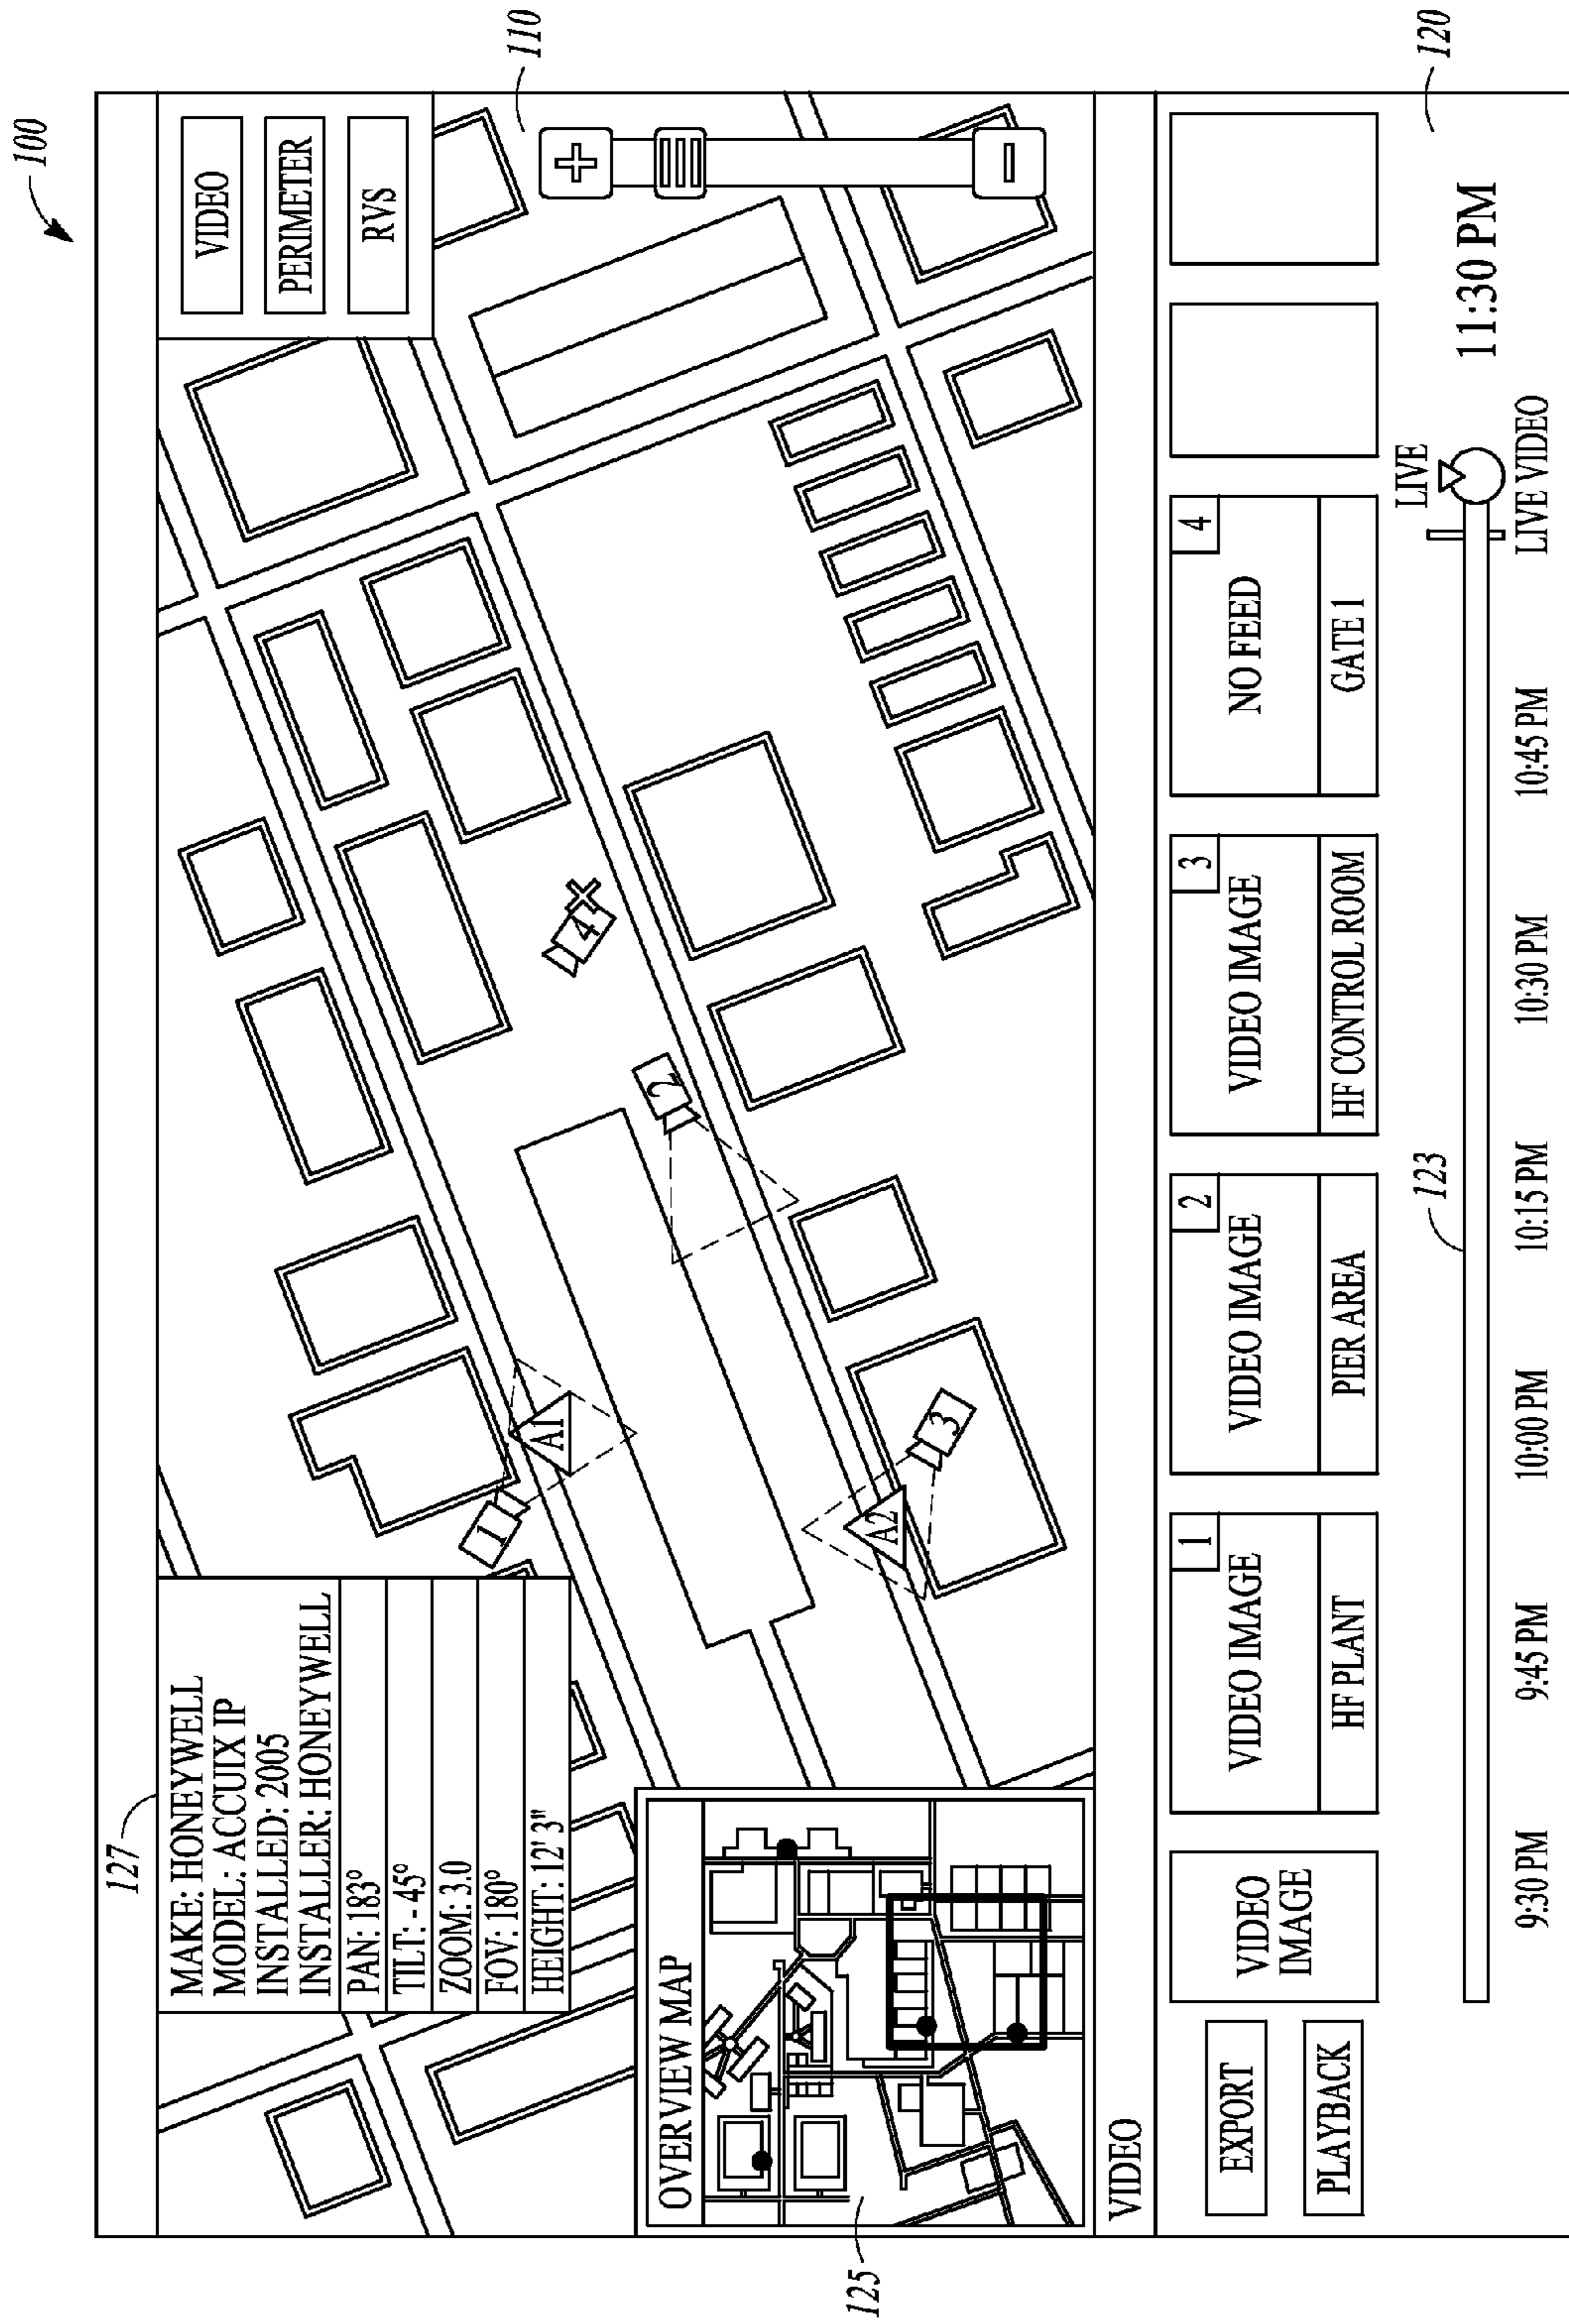 100
127
MAKE: HONEYWELL
MODEL: ACCUIX IP
INSTALLED: 2005
INSTALLER: HONEYWELL
PAN: 183°
TILT: -45°
ZOOM: 3.0
FOV: 180°
HEIGHT: 12' 3"
VIDEO
PERIMETER
RVS
110
1
A1
2
4
A2
3
OVERVIEW MAP
125
VIDEO
EXPORT
PLAYBACK
VIDEO
IMAGE
1
VIDEO IMAGE
HF PLANT
2
VIDEO IMAGE
PIER AREA
3
VIDEO IMAGE
HF CONTROL ROOM
4
NO FEED
GATE 1
120
123
LIVE
11:30 PM
9:30 PM
9:45 PM
10:00 PM
10:15 PM
10:30 PM
10:45 PM
LIVE VIDEO